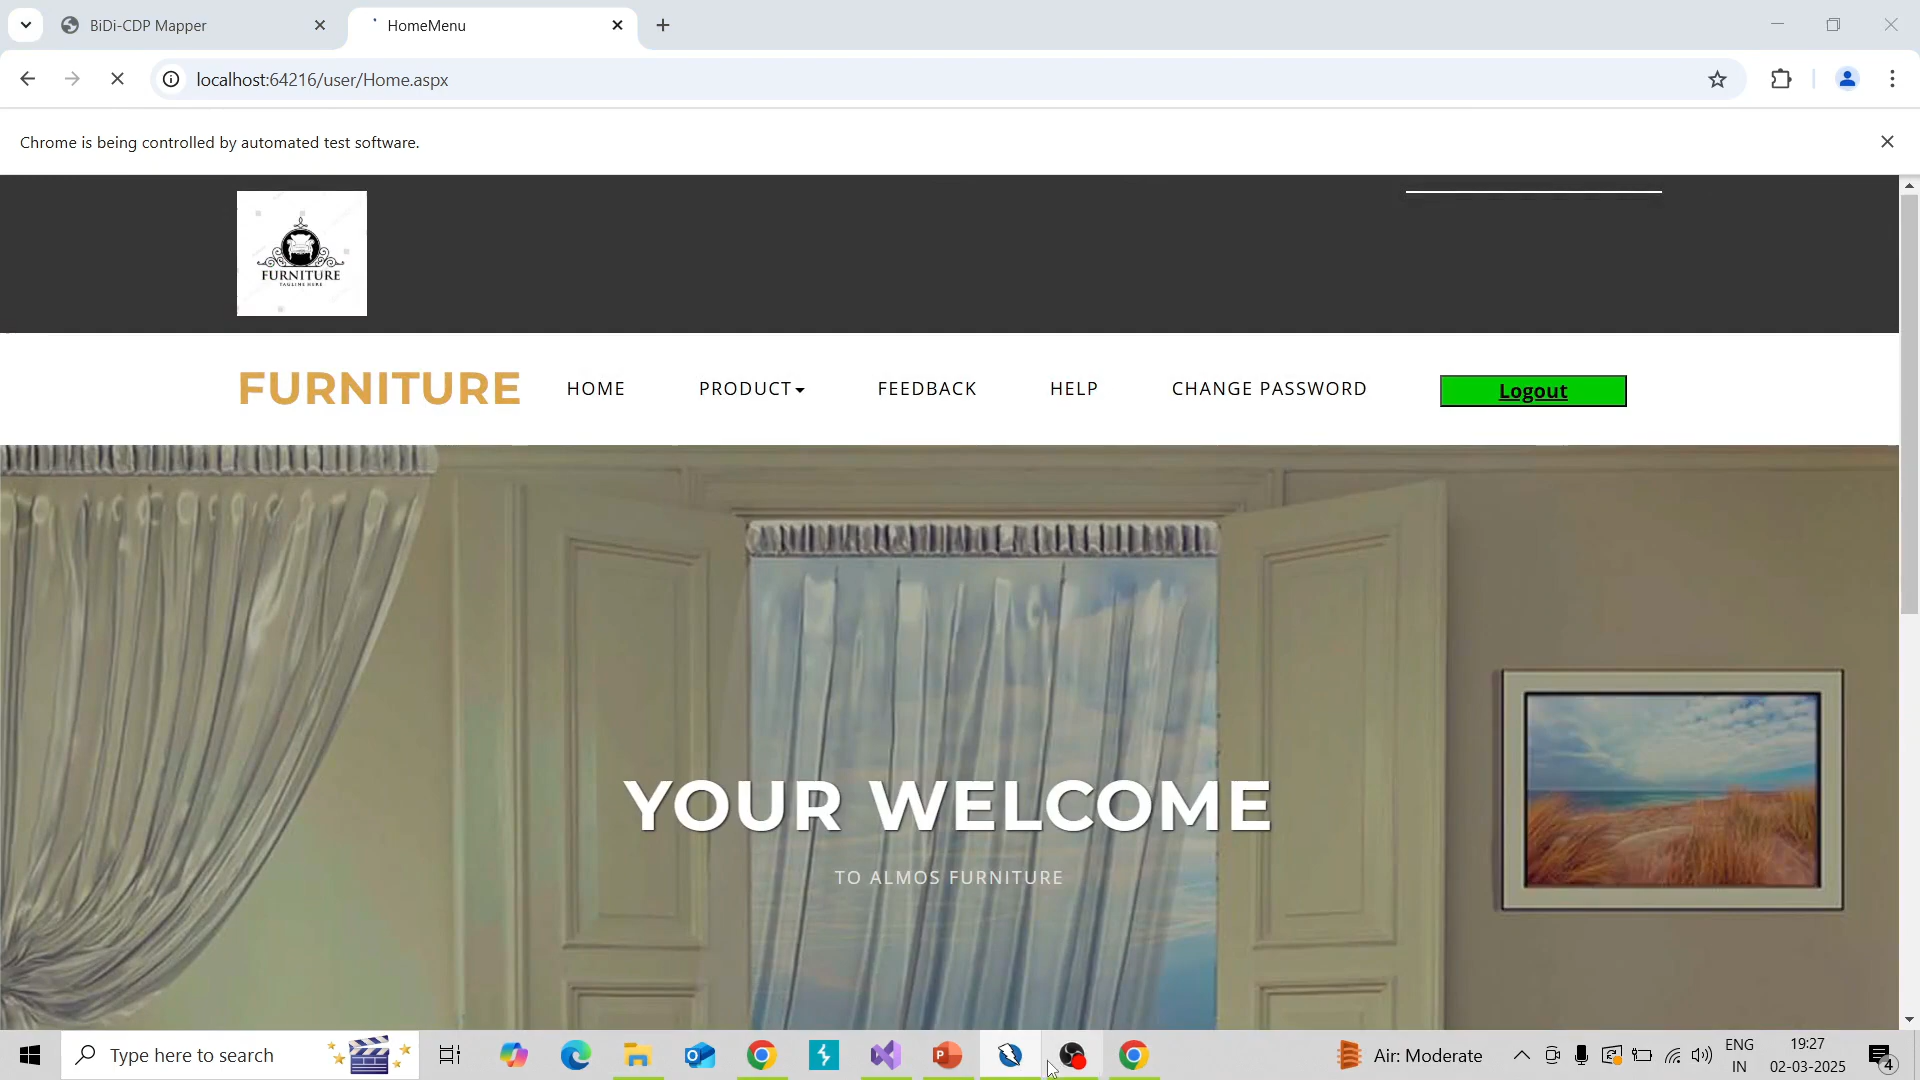 BiDi-CDP Mapper
HomeMenu
localhost:64216/user/Home.aspx
Chrome is being controlled by automated test software.
FURNITURE
TAGLINE HERE
FURNITURE
HOME
PRODUCT
FEEDBACK
HELP
CHANGE PASSWORD
Logout
YOUR WELCOME
TO ALMOS FURNITURE
Type here to search
Air: Moderate
ENG
IN
19:27
02-03-2025
4